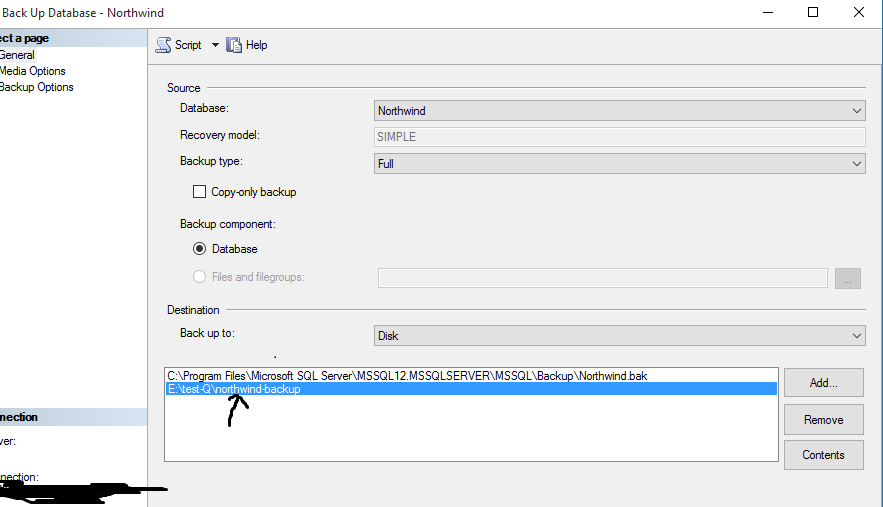 Back Up Database - Northwind
ect a page
General
Media Options
Backup Options
Script Help
Source
Database: Northwind
Recovery model: SIMPLE
Backup type: Full
Copy-only backup
Backup component:
Database
Files and filegroups: ...
Destination
Back up to: Disk
C:\Program Files\Microsoft SQL Server\MSSQL12.MSSQLSERVER\MSSQL\Backup\Northwind.bak
E:\test-Q\northwind-backup
Add...
Remove
Contents
nection
ver:
nection: